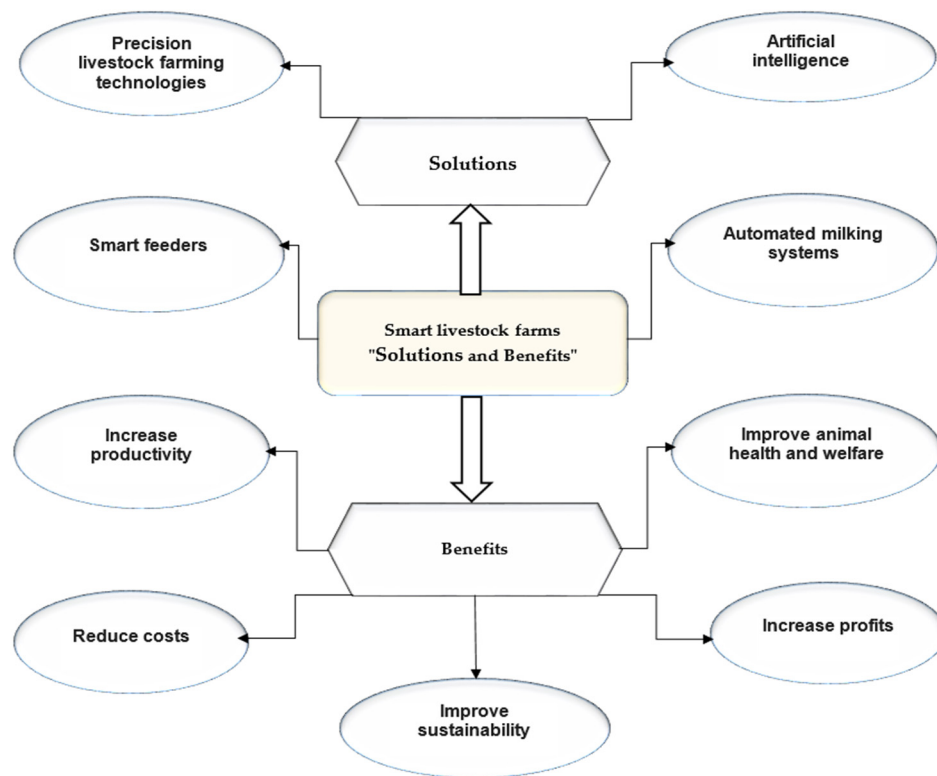 Precision
livestock farming
technologies
Artificial
intelligence
Solutions
Smart feeders
Automated milking
systems
Smart livestock farms
"Solutions and Benefits"
Increase
productivity
Improve animal
health and welfare
Benefits
Reduce costs
Increase profits
Improve
sustainability